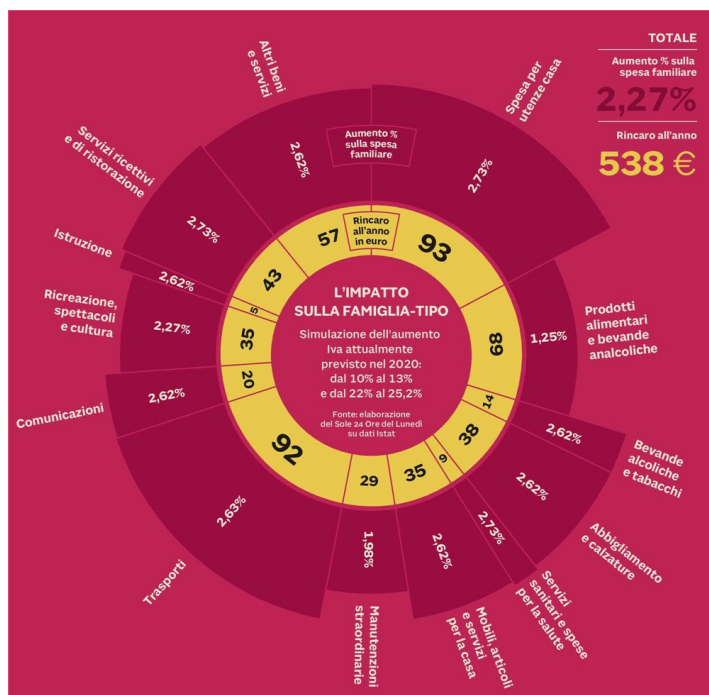 TOTALE
Aumento % sulla
spesa familiare
2,27%
Rincaro all'anno
538 €
Aumento %
sulla spesa
familiare
Rincaro
all'anno
in euro
L'IMPATTO
SULLA FAMIGLIA-TIPO
Simulazione dell'aumento
Iva attualmente
previsto nel 2020:
dal 10% al 13%
e dal 22% al 25,2%
Fonte: elaborazione
del Sole 24 Ore del Lunedì
su dati Istat
Spesa per
utenze casa
2,73%
93
Prodotti
alimentari
e bevande
analcoliche
1,25%
68
Bevande
alcoliche
e tabacchi
2,62%
14
Abbigliamento
e calzature
2,62%
38
Servizi
sanitari e spese
per la salute
2,73%
9
Mobili, articoli
e servizi
per la casa
2,62%
35
Manutenzioni
straordinarie
1,98%
29
Trasporti
2,63%
92
Comunicazioni
2,62%
20
Ricreazione,
spettacoli
e cultura
2,27%
35
Istruzione
2,62%
5
Servizi ricettivi
e di ristorazione
2,73%
43
Altri beni
e servizi
2,62%
57